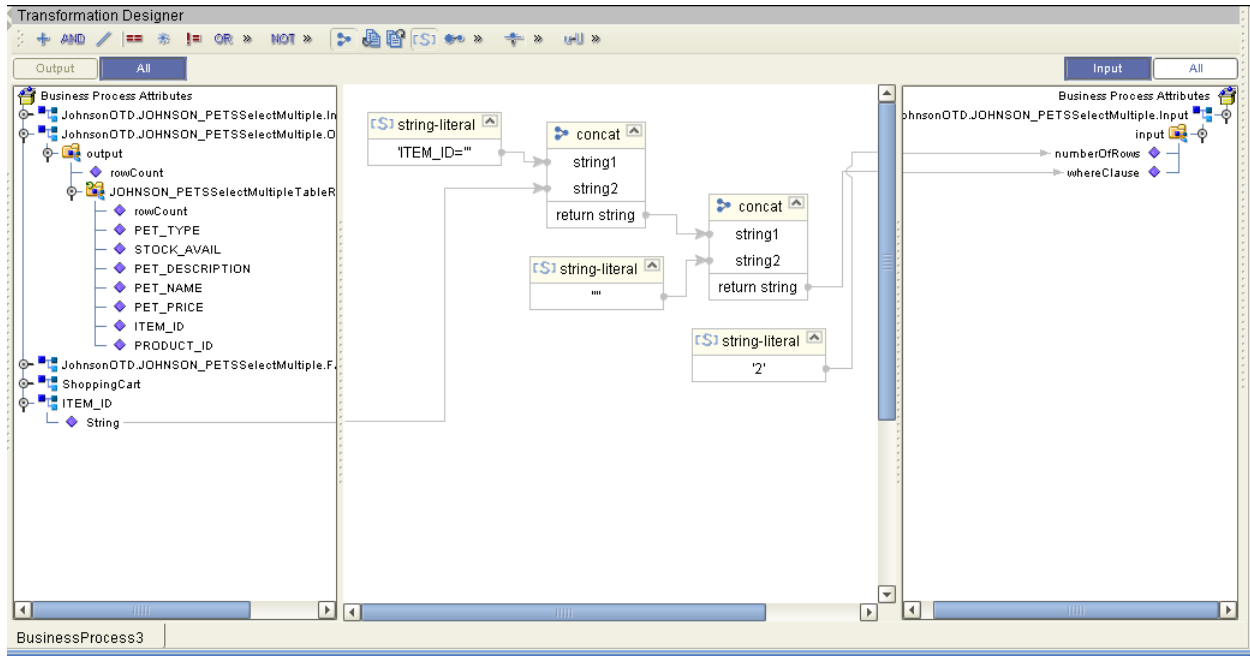 Transformation Designer
AND == != OR » NOT » [S] » » »
Output All Input All
Business Process Attributes
JohnsonOTD.JOHNSON_PETSSelectMultiple.In
JohnsonOTD.JOHNSON_PETSSelectMultiple.O
output
rowCount
JOHNSON_PETSSelectMultipleTableR
rowCount
PET_TYPE
STOCK_AVAIL
PET_DESCRIPTION
PET_NAME
PET_PRICE
ITEM_ID
PRODUCT_ID
JohnsonOTD.JOHNSON_PETSSelectMultiple.F.
ShoppingCart
ITEM_ID
String
[S] string-literal
'ITEM_ID="'
concat
string1
string2
return string
[S] string-literal
""
concat
string1
string2
return string
[S] string-literal
'2'
Business Process Attributes
ohnsonOTD.JOHNSON_PETSSelectMultiple.Input
input
numberOfRows
whereClause
BusinessProcess3